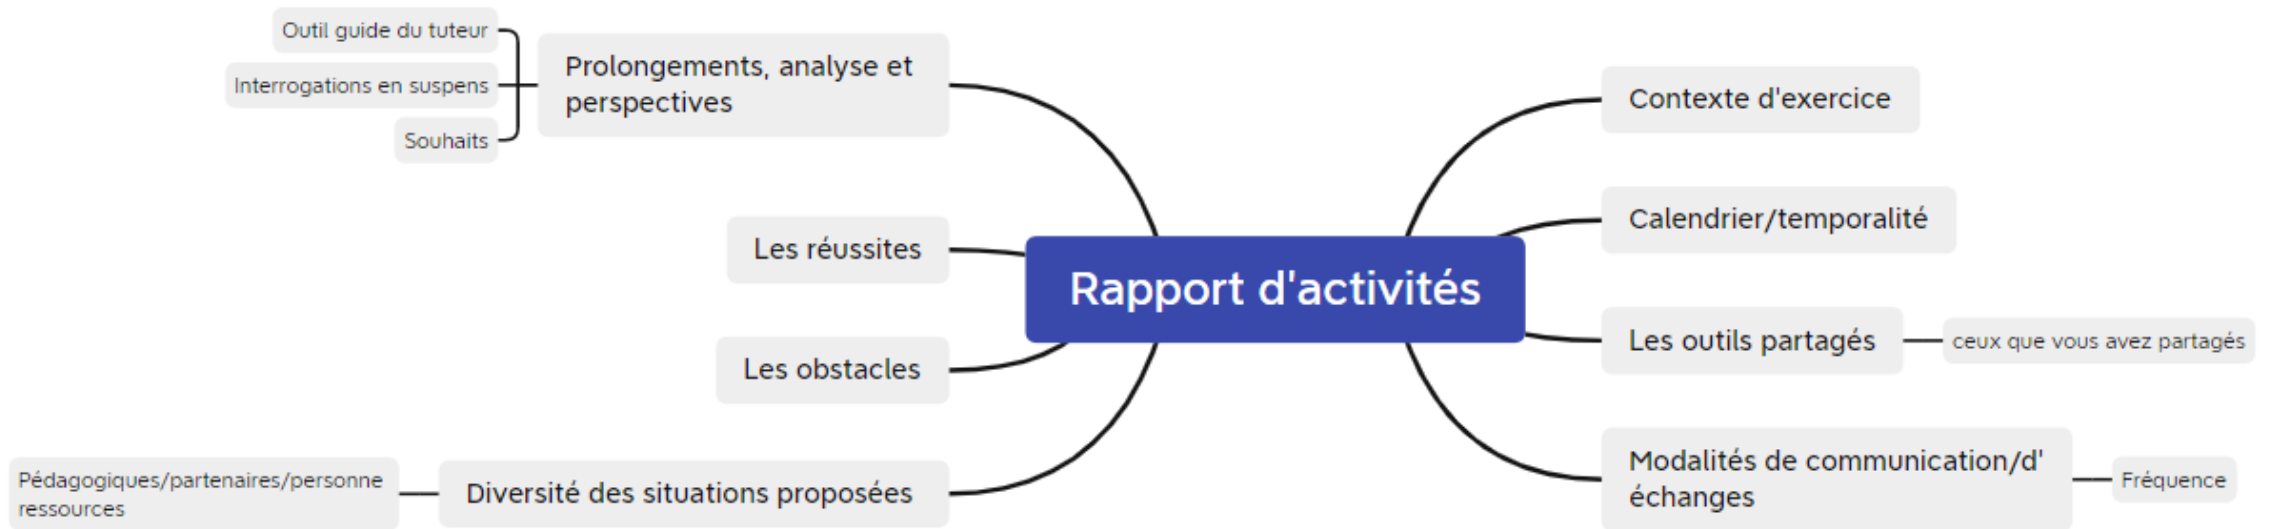 Rapport d'activités
Contexte d'exercice
Calendrier/temporalité
Les outils partagés
ceux que vous avez partagés
Modalités de communication/d'
échanges
Fréquence
Prolongements, analyse et
perspectives
Outil guide du tuteur
Interrogations en suspens
Souhaits
Les réussites
Les obstacles
Diversité des situations proposées
Pédagogiques/partenaires/personne
ressources